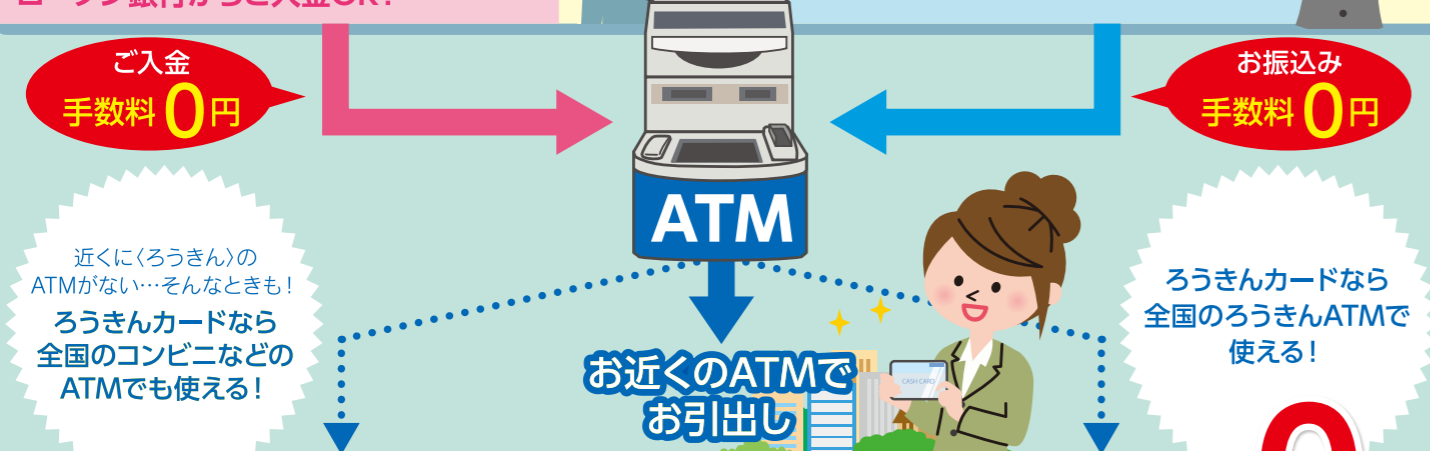 ご入金
手数料0円
お振込み
手数料0円
ATM
近くに〈ろうきん〉の
ATMがない…そんなときも!
ろうきんカードなら
全国のコンビニなどの
ATMでも使える!
お近くのATMで
お引出し
CASH CARD
ろうきんカードなら
全国のろうきんATMで
使える!